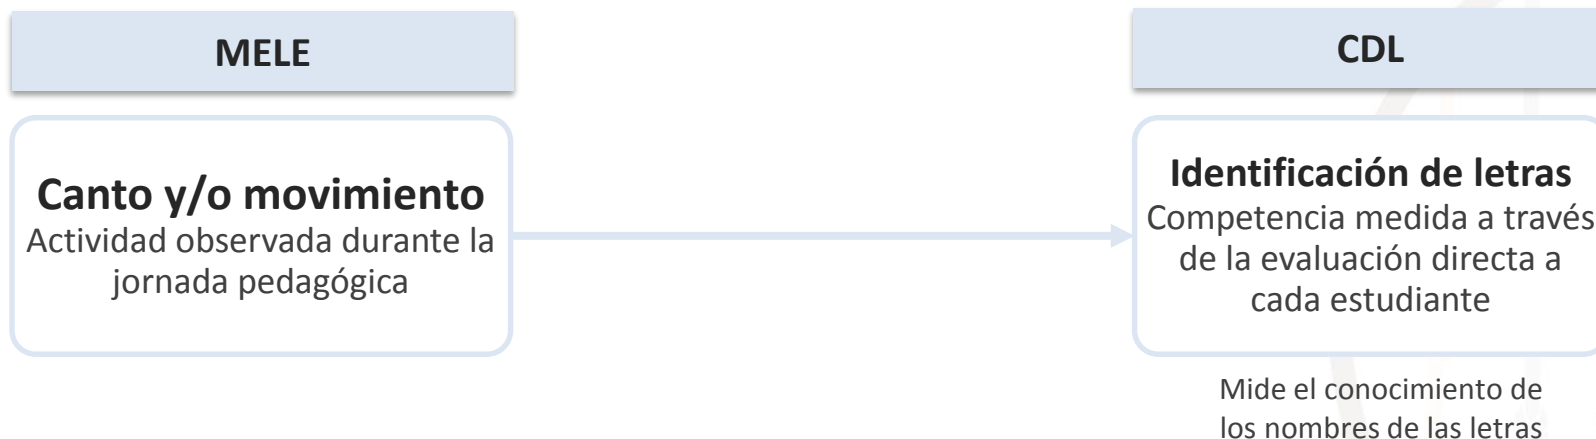 MELE
Canto y/o movimiento
Actividad observada durante la
jornada pedagógica
CDL
Identificación de letras
Competencia medida a través
de la evaluación directa a
cada estudiante
Mide el conocimiento de
los nombres de las letras